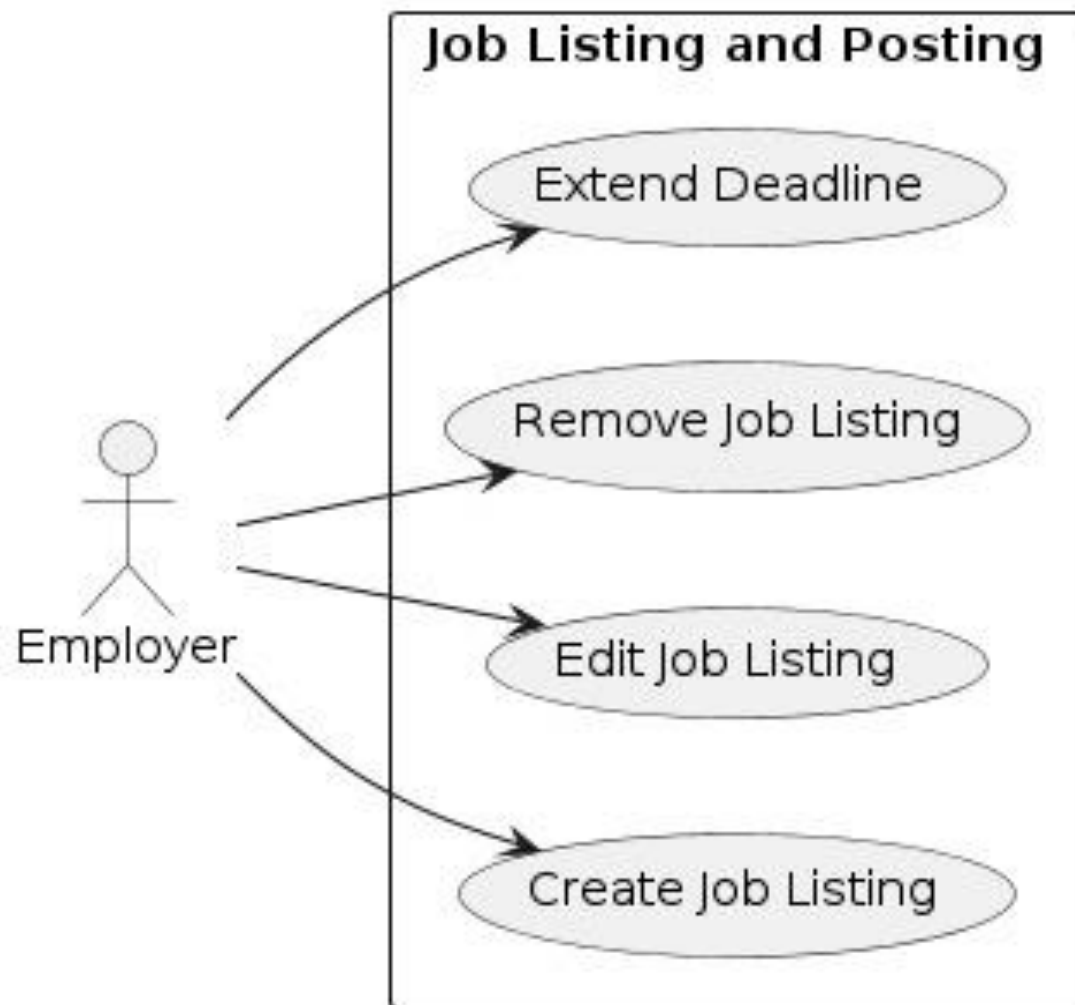 Job Listing and Posting
Extend Deadline
Remove Job Listing
Edit Job Listing
Employer
Create Job Listing